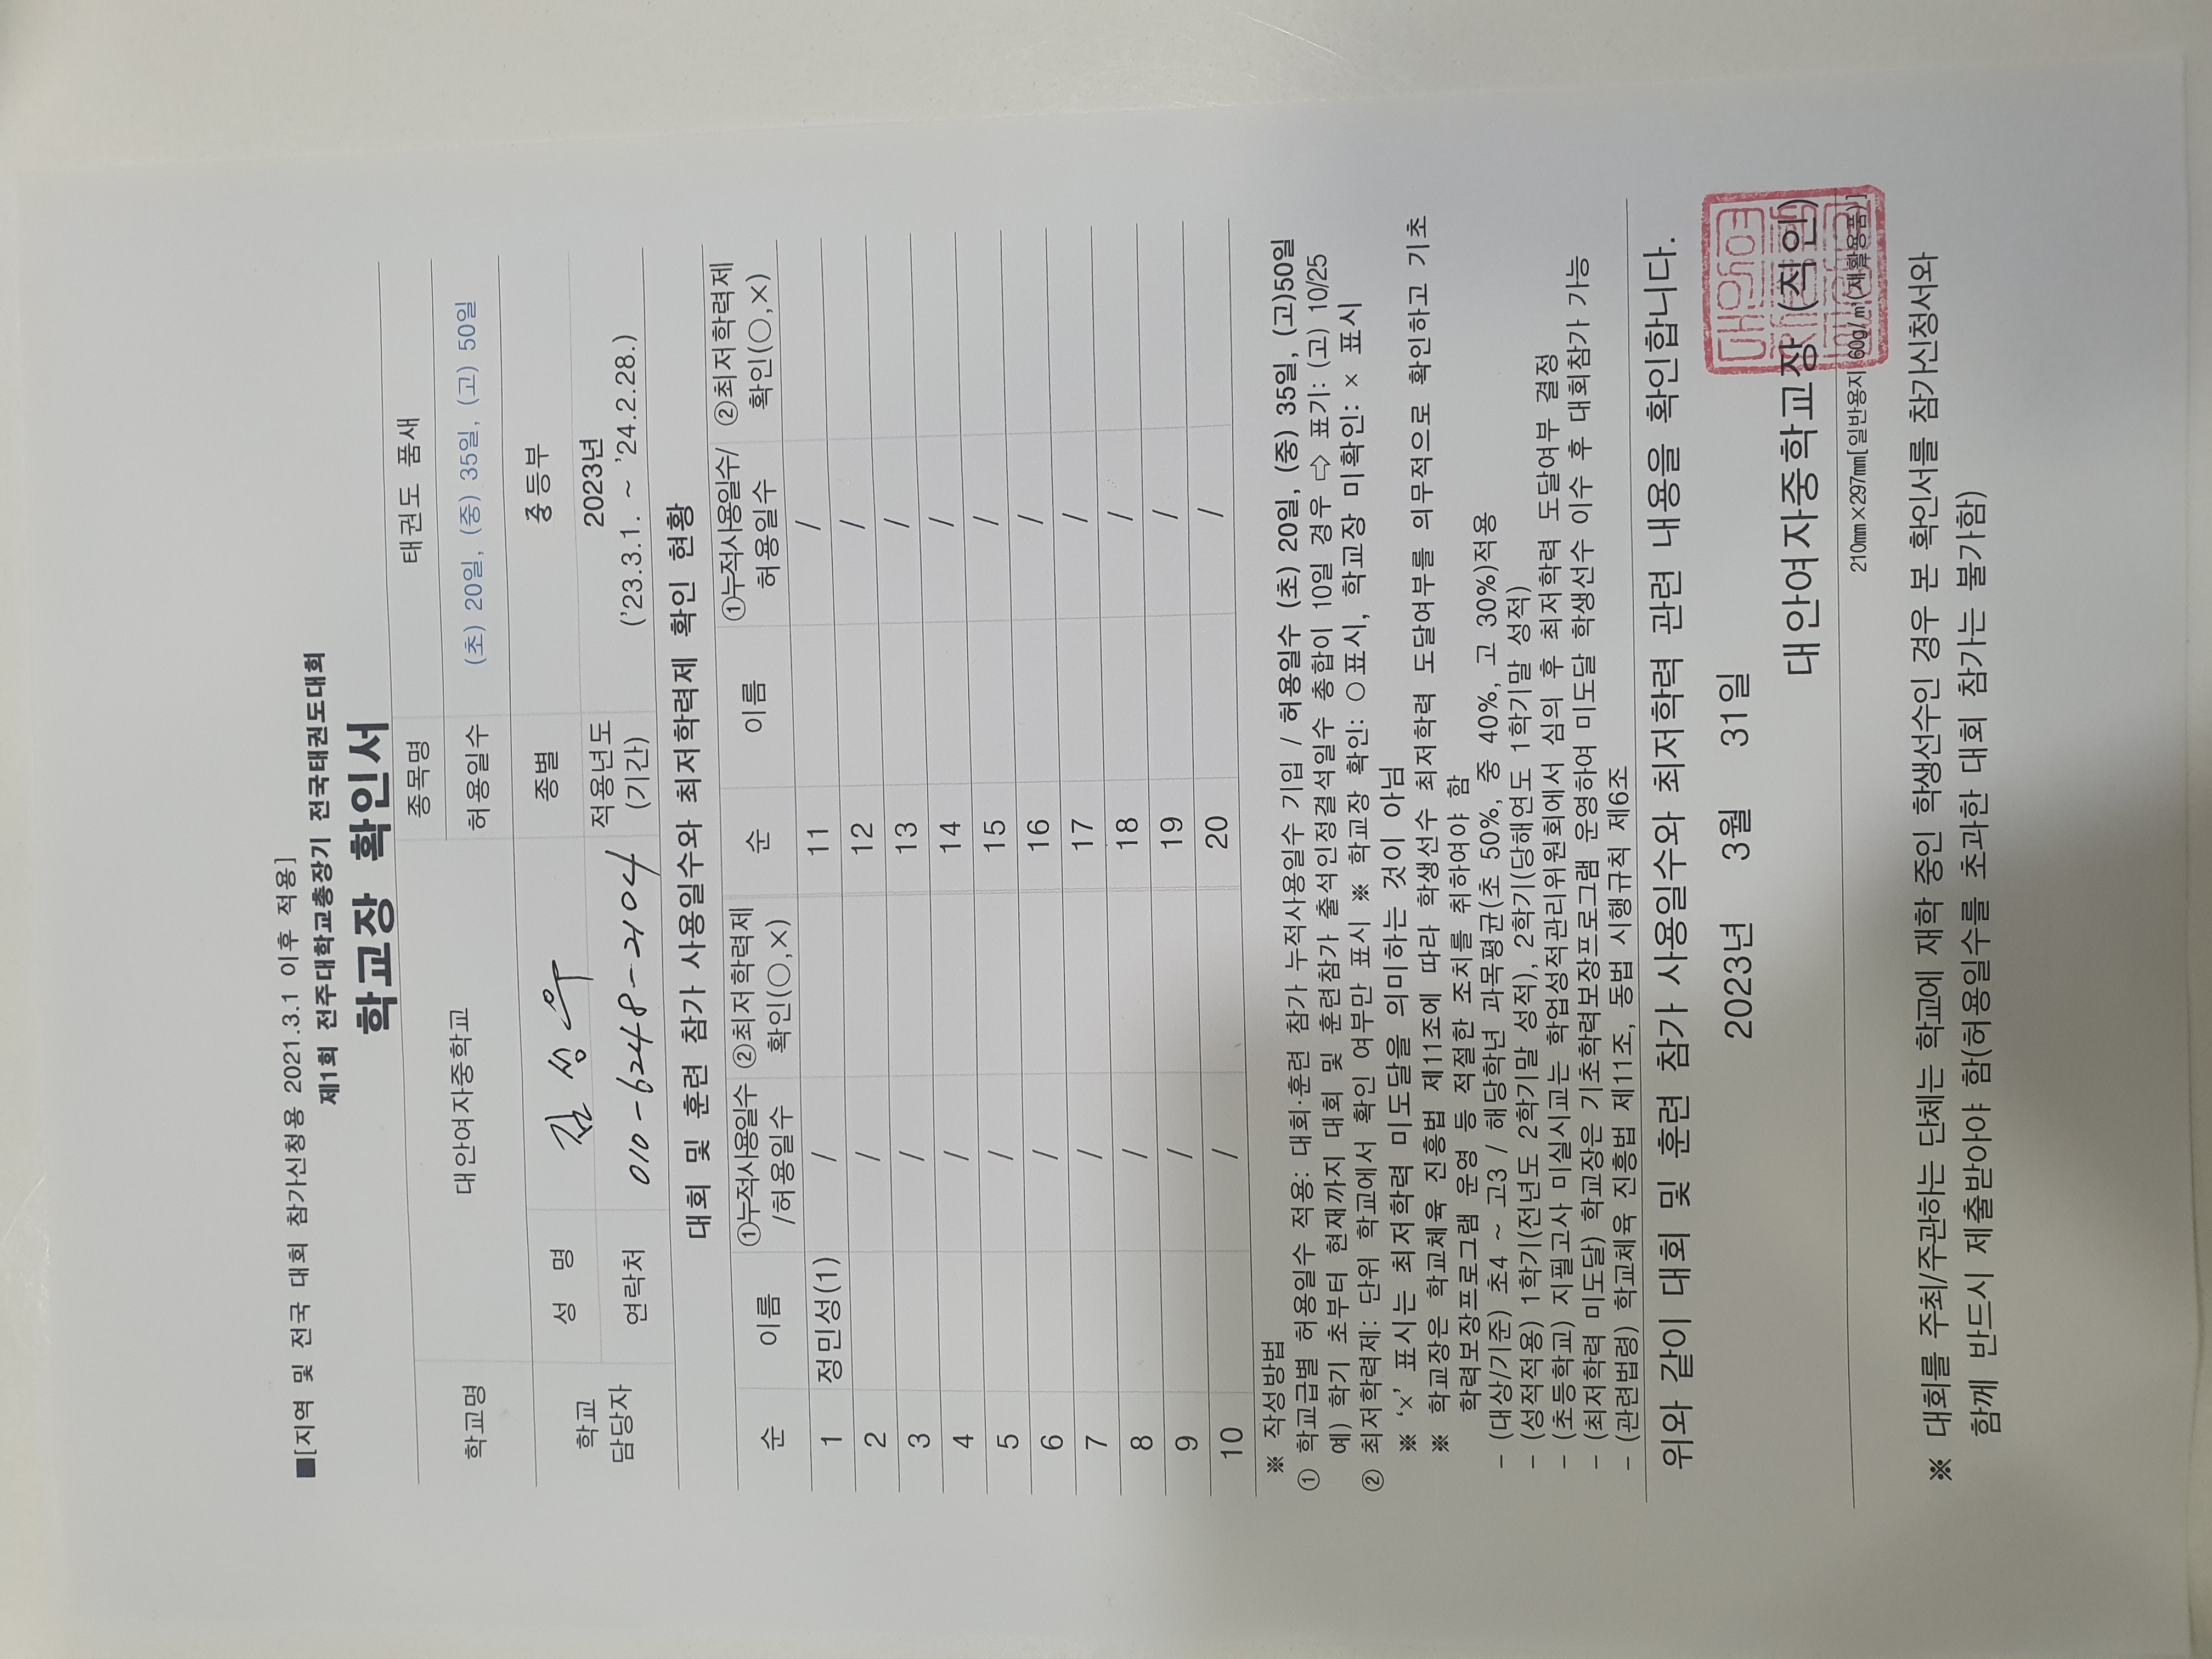 ■[지역 및 전국 대회 참가신청용 2021.3.1 이후 적용]
제1회 전주대학교총장기 전국태권도대회
학교장 확인서
학교명 대안여자중학교 종목명 태권도 품새
허용일수 (초) 20일, (중) 35일, (고) 50일
학교 담당자 성 명 김성우 종별 중등부
연락처 010-6248-2104 적용년도 (기간) 2023년 ('23.3.1. ~ '24.2.28.)
대회 및 훈련 참가 사용일수와 최저학력제 확인 현황
순 이름 ①누적사용일수/허용일수 ②최저학력제 확인(○,×) 순 이름 ①누적사용일수/허용일수 ②최저학력제 확인(○,×)
1 정민성(1) / 11 /
2 / 12 /
3 / 13 /
4 / 14 /
5 / 15 /
6 / 16 /
7 / 17 /
8 / 18 /
9 / 19 /
10 / 20 /
※ 작성방법
① 학교급별 허용일수 적용: 대회·훈련 참가 누적사용일수 기입 / 허용일수 (초) 20일, (중) 35일, (고)50일
예) 학기 초부터 현재까지 대회 및 훈련참가 출석인정결석일수 총합이 10일 경우 ⇨ 표기: (고) 10/25
② 최저학력제: 단위 학교에서 확인 여부만 표시 ※ 학교장 확인: ○표시, 학교장 미확인: × 표시
※ '×' 표시는 최저학력 미도달을 의미하는 것이 아님
※ 학교장은 학교체육 진흥법 제11조에 따라 학생선수 최저학력 도달여부를 의무적으로 확인하고 기초
학력보장프로그램 운영 등 적절한 조치를 취하여야 함
- (대상/기준) 초4 ~ 고3 / 해당학년 과목평균(초 50%, 중 40%, 고 30%)적용
- (성적적용) 1학기(전년도 2학기말 성적), 2학기(당해연도 1학기말 성적)
- (초등학교) 지필고사 미실시교는 학업성적관리위원회에서 심의 후 최저학력 도달여부 결정
- (최저학력 미도달) 학교장은 기초학력보장프로그램 운영하여 미도달 학생선수 이수 후 대회참가 가능
- (관련법령) 학교체육 진흥법 제11조, 동법 시행규칙 제6조
위와 같이 대회 및 훈련 참가 사용일수와 최저학력 관련 내용을 확인합니다.
2023년 3월 31일
대안여자중학교장 (직인)
210㎜×297㎜[일반용지 60g/㎡(재활용품)]
※ 대회를 주최/주관하는 단체는 학교에 재학 중인 학생선수인 경우 본 확인서를 참가신청서와
함께 반드시 제출받아야 함(허용일수를 초과한 대회 참가는 불가함)